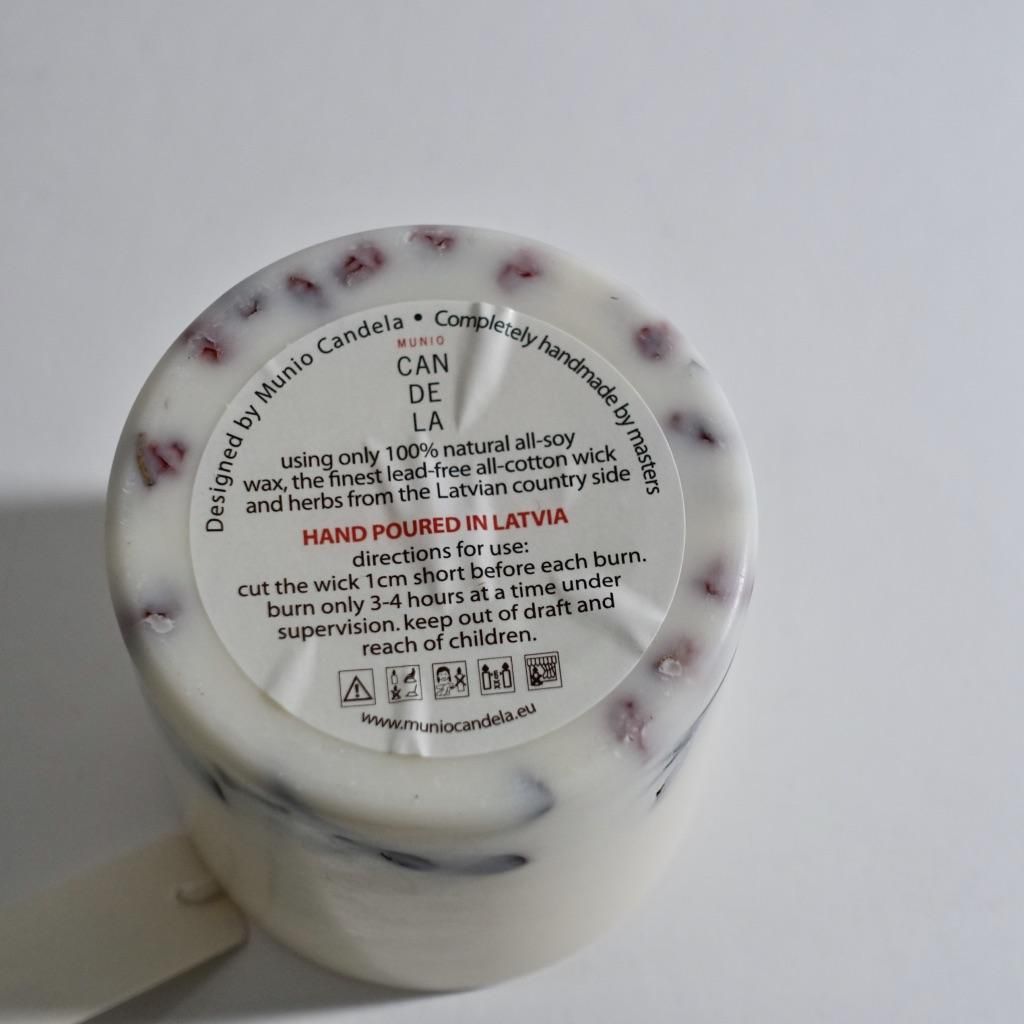 Designed by Munio Candela • Completely handmade by masters
MUNIO
CAN
DE
LA
using only 100% natural all-soy
wax, the finest lead-free all-cotton wick
and herbs from the Latvian country side
HAND POURED IN LATVIA
directions for use:
cut the wick 1cm short before each burn.
burn only 3-4 hours at a time under
supervision. keep out of draft and
reach of children.
www.muniocandela.eu